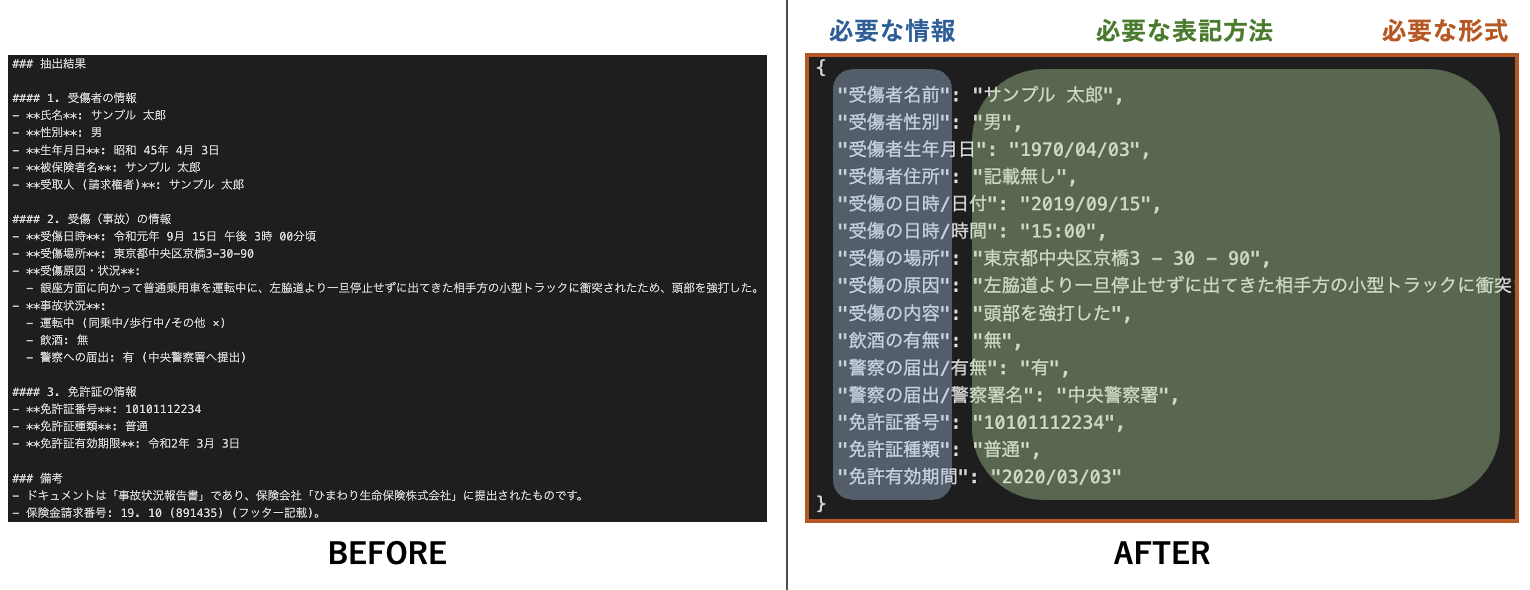 ### 抽出結果
#### 1. 受傷者の情報
- **氏名**: サンプル 太郎
- **性別**: 男
- **生年月日**: 昭和 45年 4月 3日
- **被保険者名**: サンプル 太郎
- **受取人 (請求権者)**: サンプル 太郎
#### 2. 受傷（事故）の情報
- **受傷日時**: 令和元年 9月 15日 午後 3時 00分頃
- **受傷場所**: 東京都中央区京橋3-30-90
- **受傷原因・状況**:
- 銀座方面に向かって普通乗用車を運転中に、左脇道より一旦停止せずに出てきた相手方の小型トラックに衝突されたため、頭部を強打した。
- **事故状況**:
- 運転中 (同乗中/歩行中/その他 ×)
- 飲酒: 無
- 警察への届出: 有 (中央警察署へ提出)
#### 3. 免許証の情報
- **免許証番号**: 10101112234
- **免許証種類**: 普通
- **免許証有効期限**: 令和2年 3月 3日
### 備考
- ドキュメントは「事故状況報告書」であり、保険会社「ひまわり生命保険株式会社」に提出されたものです。
- 保険金請求番号: 19. 10 (891435) (フッター記載)。
BEFORE
必要な情報 必要な表記方法 必要な形式
{
"受傷者名前": "サンプル 太郎",
"受傷者性別": "男",
"受傷者生年月日": "1970/04/03",
"受傷者住所": "記載無し",
"受傷の日時/日付": "2019/09/15",
"受傷の日時/時間": "15:00",
"受傷の場所": "東京都中央区京橋3 - 30 - 90",
"受傷の原因": "左脇道より一旦停止せずに出てきた相手方の小型トラックに衝突
"受傷の内容": "頭部を強打した",
"飲酒の有無": "無",
"警察の届出/有無": "有",
"警察の届出/警察署名": "中央警察署",
"免許証番号": "10101112234",
"免許証種類": "普通",
"免許有効期間": "2020/03/03"
}
AFTER